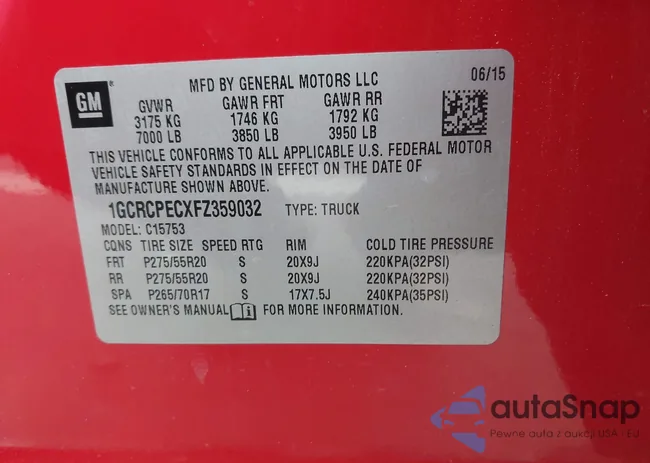 GM
MFD BY GENERAL MOTORS LLC 06/15
GVWR GAWR FRT GAWR RR
3175 KG 1746 KG 1792 KG
7000 LB 3850 LB 3950 LB
THIS VEHICLE CONFORMS TO ALL APPLICABLE U.S. FEDERAL MOTOR
VEHICLE SAFETY STANDARDS IN EFFECT ON THE DATE OF
MANUFACTURE SHOWN ABOVE.
1GCRCPECXFZ359032 TYPE: TRUCK
MODEL: C15753
CQNS TIRE SIZE SPEED RTG RIM COLD TIRE PRESSURE
FRT P275/55R20 S 20X9J 220KPA(32PSI)
RR P275/55R20 S 20X9J 220KPA(32PSI)
SPA P265/70R17 S 17X7.5J 240KPA(35PSI)
SEE OWNER'S MANUAL FOR MORE INFORMATION.
autaSnap
Pewne auta z aukcji USA - EU